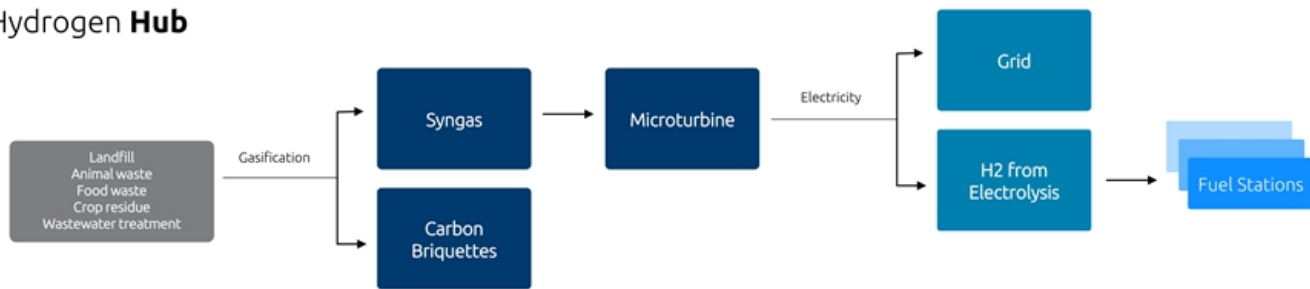 Hydrogen Hub
Landfill
Animal waste
Food waste
Crop residue
Wastewater treatment
Gasification
Syngas
Carbon
Briquettes
Microturbine
Electricity
Grid
H2 from
Electrolysis
Fuel Stations